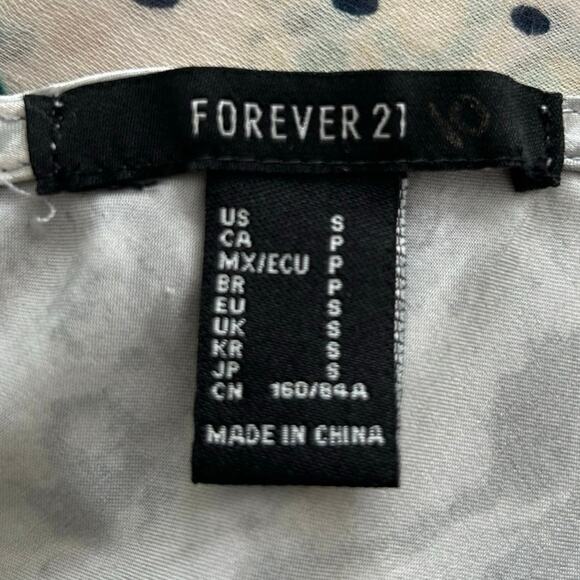 FOREVER 21
US S
CA P
MX/ECU P
BR P
EU S
UK S
KR S
JP S
CN 160/84A
MADE IN CHINA